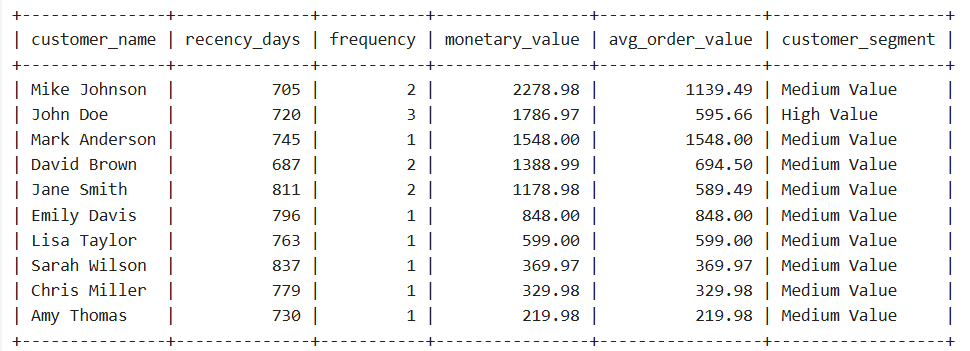 +---------------+--------------+-----------+----------------+-----------------+------------------+
| customer_name | recency_days | frequency | monetary_value | avg_order_value | customer_segment |
+---------------+--------------+-----------+----------------+-----------------+------------------+
| Mike Johnson  |          705 |         2 |        2278.98 |         1139.49 | Medium Value     |
| John Doe      |          720 |         3 |        1786.97 |          595.66 | High Value       |
| Mark Anderson |          745 |         1 |        1548.00 |         1548.00 | Medium Value     |
| David Brown   |          687 |         2 |        1388.99 |          694.50 | Medium Value     |
| Jane Smith    |          811 |         2 |        1178.98 |          589.49 | Medium Value     |
| Emily Davis   |          796 |         1 |         848.00 |          848.00 | Medium Value     |
| Lisa Taylor   |          763 |         1 |         599.00 |          599.00 | Medium Value     |
| Sarah Wilson  |          837 |         1 |         369.97 |          369.97 | Medium Value     |
| Chris Miller  |          779 |         1 |         329.98 |          329.98 | Medium Value     |
| Amy Thomas    |          730 |         1 |         219.98 |          219.98 | Medium Value     |
+---------------+--------------+-----------+----------------+-----------------+------------------+